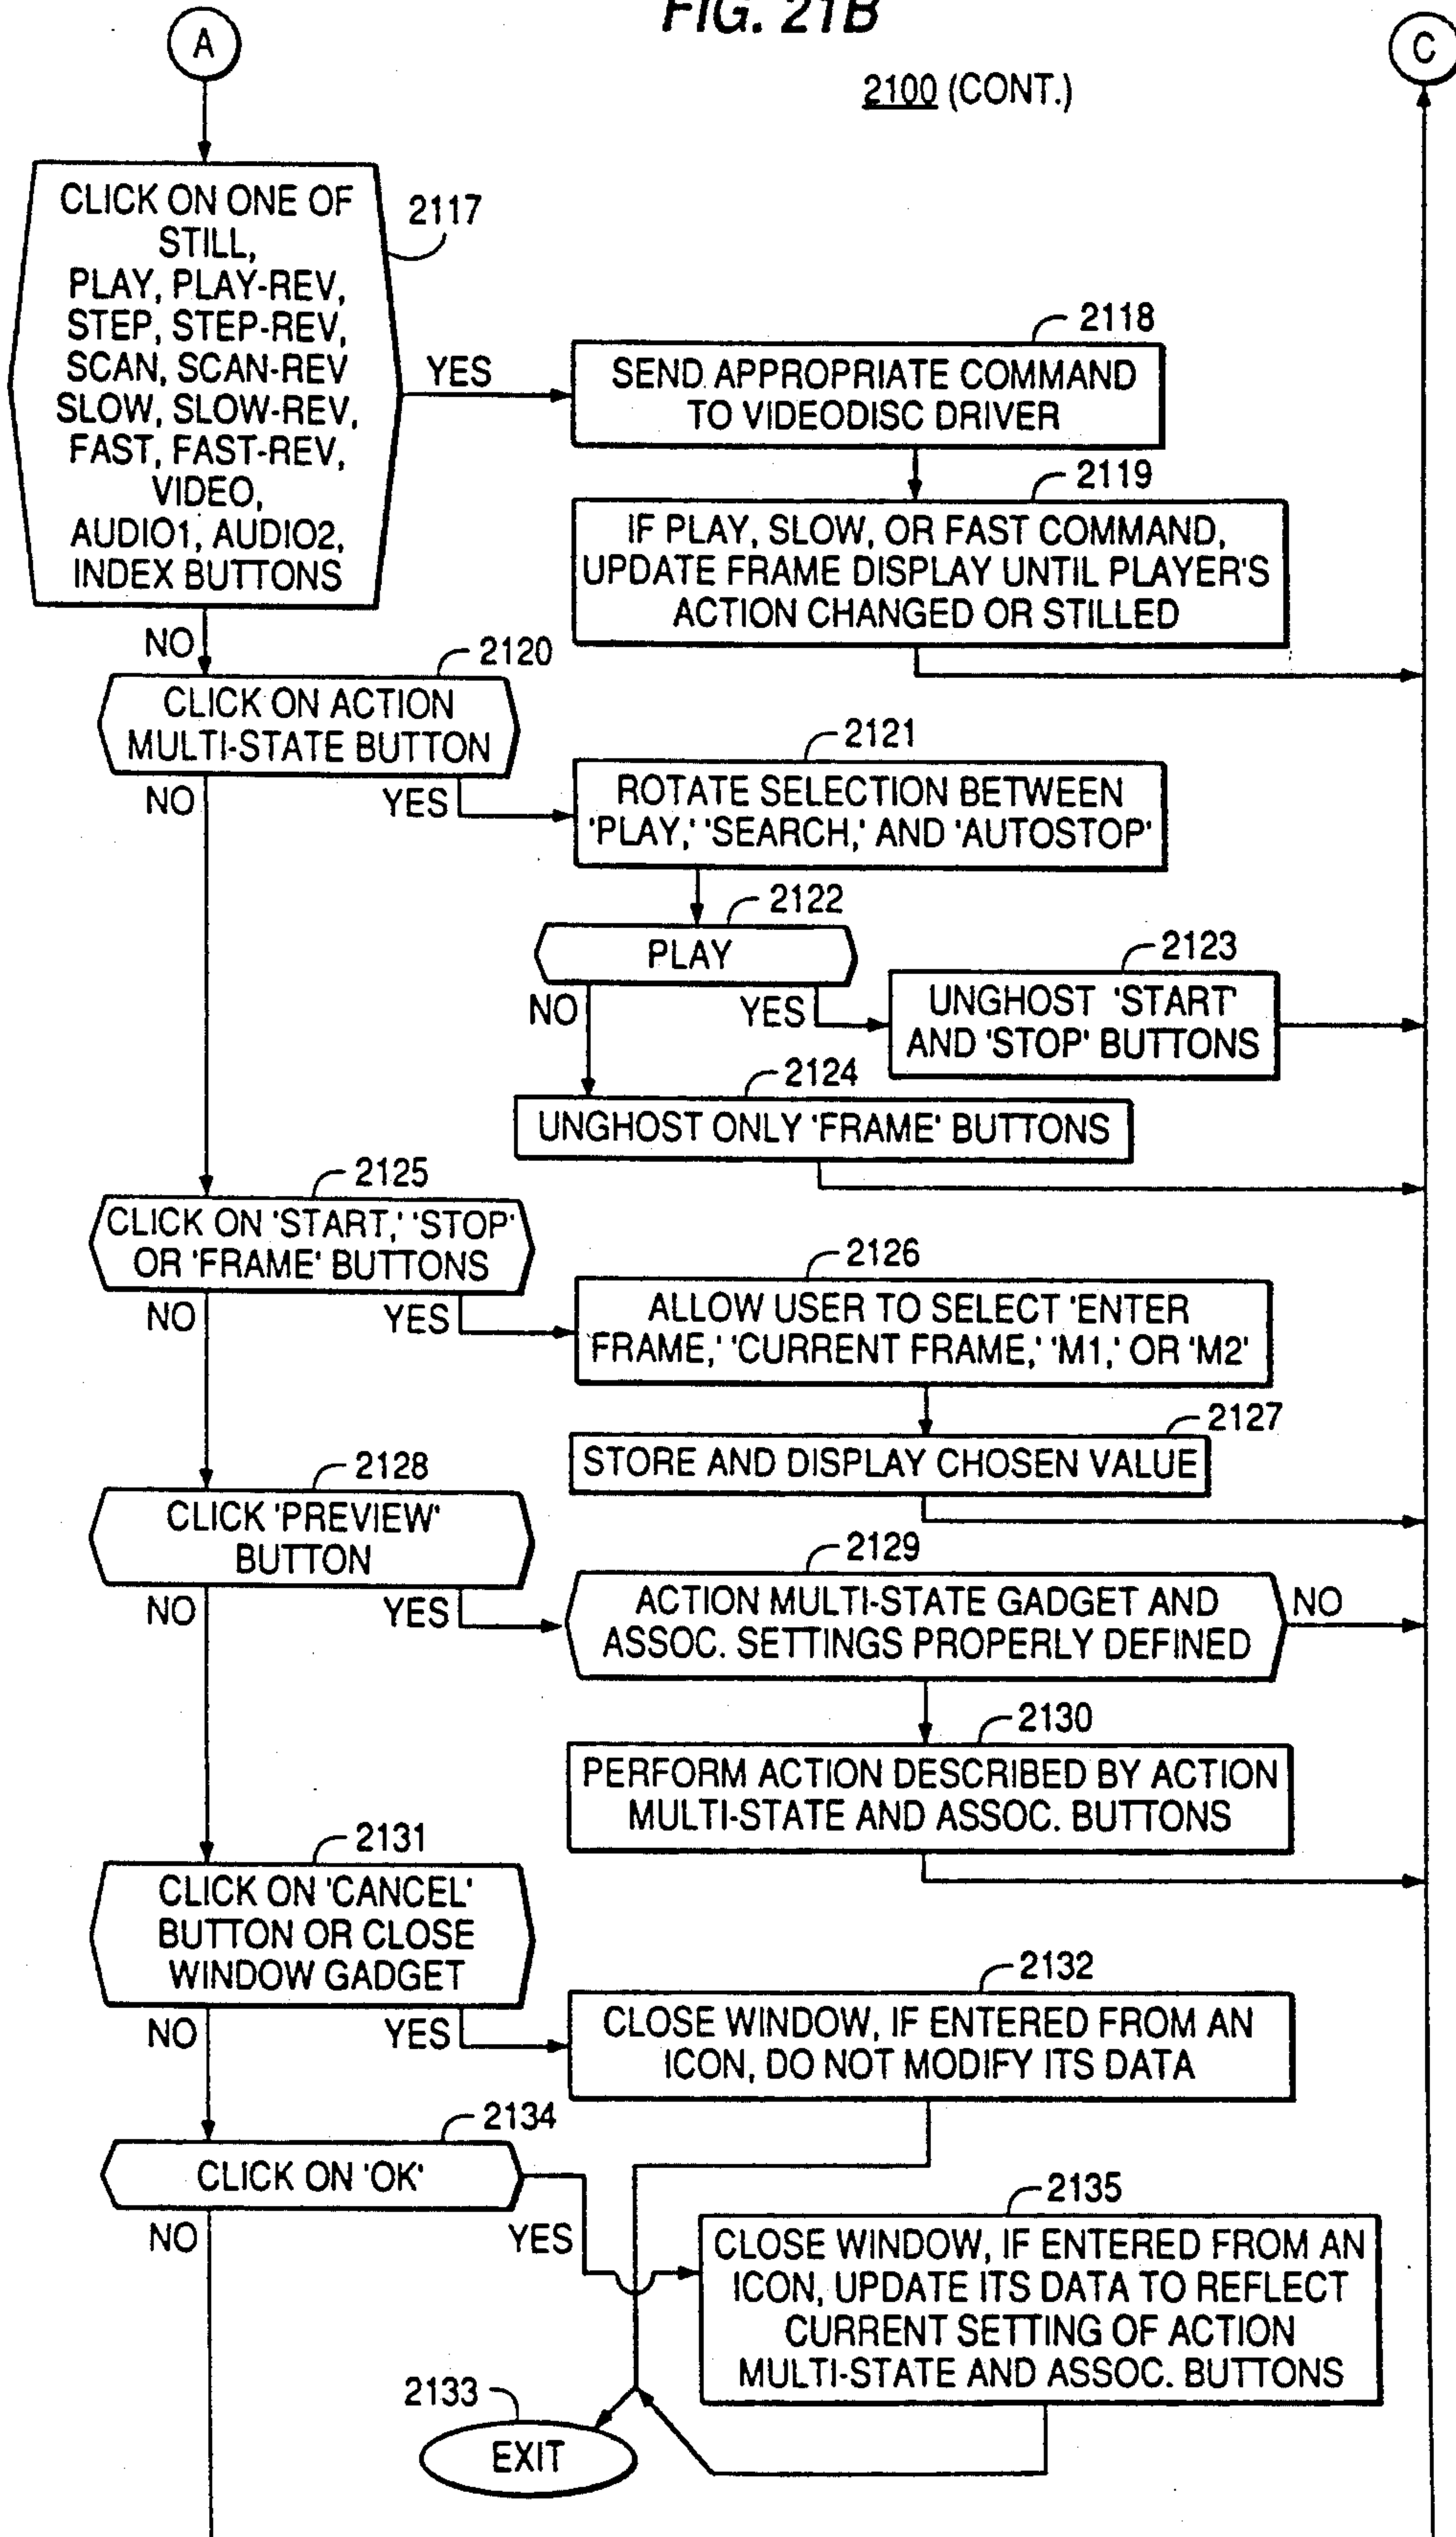 FIG. 21B
A
C
2100 (CONT.)
CLICK ON ONE OF
STILL,
PLAY, PLAY-REV,
STEP, STEP-REV,
SCAN, SCAN-REV
SLOW, SLOW-REV,
FAST, FAST-REV,
VIDEO,
AUDIO1, AUDIO2,
INDEX BUTTONS
2117
YES
NO
2118
SEND APPROPRIATE COMMAND
TO VIDEODISC DRIVER
2119
IF PLAY, SLOW, OR FAST COMMAND,
UPDATE FRAME DISPLAY UNTIL PLAYER'S
ACTION CHANGED OR STILLED
2120
CLICK ON ACTION
MULTI-STATE BUTTON
NO
YES
2121
ROTATE SELECTION BETWEEN
'PLAY,' 'SEARCH,' AND 'AUTOSTOP'
2122
PLAY
NO
YES
2123
UNGHOST 'START'
AND 'STOP' BUTTONS
2124
UNGHOST ONLY 'FRAME' BUTTONS
2125
CLICK ON 'START,' 'STOP'
OR 'FRAME' BUTTONS
NO
YES
2126
ALLOW USER TO SELECT 'ENTER
FRAME,' 'CURRENT FRAME,' 'M1,' OR 'M2'
2127
STORE AND DISPLAY CHOSEN VALUE
2128
CLICK 'PREVIEW'
BUTTON
NO
YES
2129
ACTION MULTI-STATE GADGET AND
ASSOC. SETTINGS PROPERLY DEFINED
NO
2130
PERFORM ACTION DESCRIBED BY ACTION
MULTI-STATE AND ASSOC. BUTTONS
2131
CLICK ON 'CANCEL'
BUTTON OR CLOSE
WINDOW GADGET
NO
YES
2132
CLOSE WINDOW, IF ENTERED FROM AN
ICON, DO NOT MODIFY ITS DATA
2134
CLICK ON 'OK'
NO
YES
2135
CLOSE WINDOW, IF ENTERED FROM AN
ICON, UPDATE ITS DATA TO REFLECT
CURRENT SETTING OF ACTION
MULTI-STATE AND ASSOC. BUTTONS
2133
EXIT